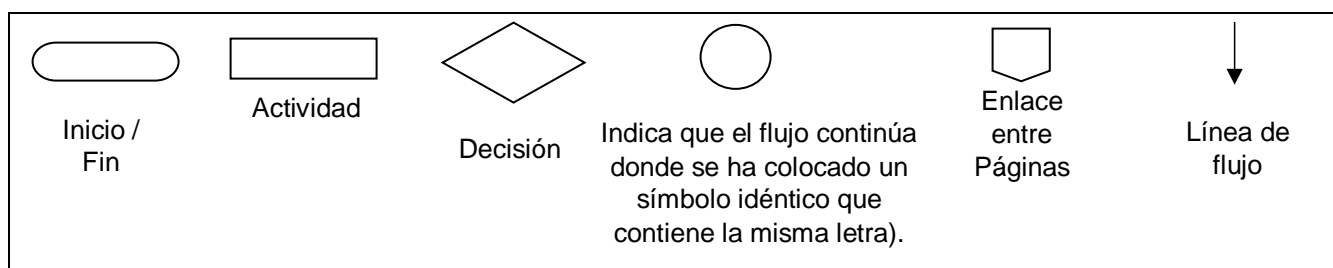 Inicio /
Fin
Actividad
Decisión
Indica que el flujo continúa
donde se ha colocado un
símbolo idéntico que
contiene la misma letra).
Enlace
entre
Páginas
Línea de
flujo